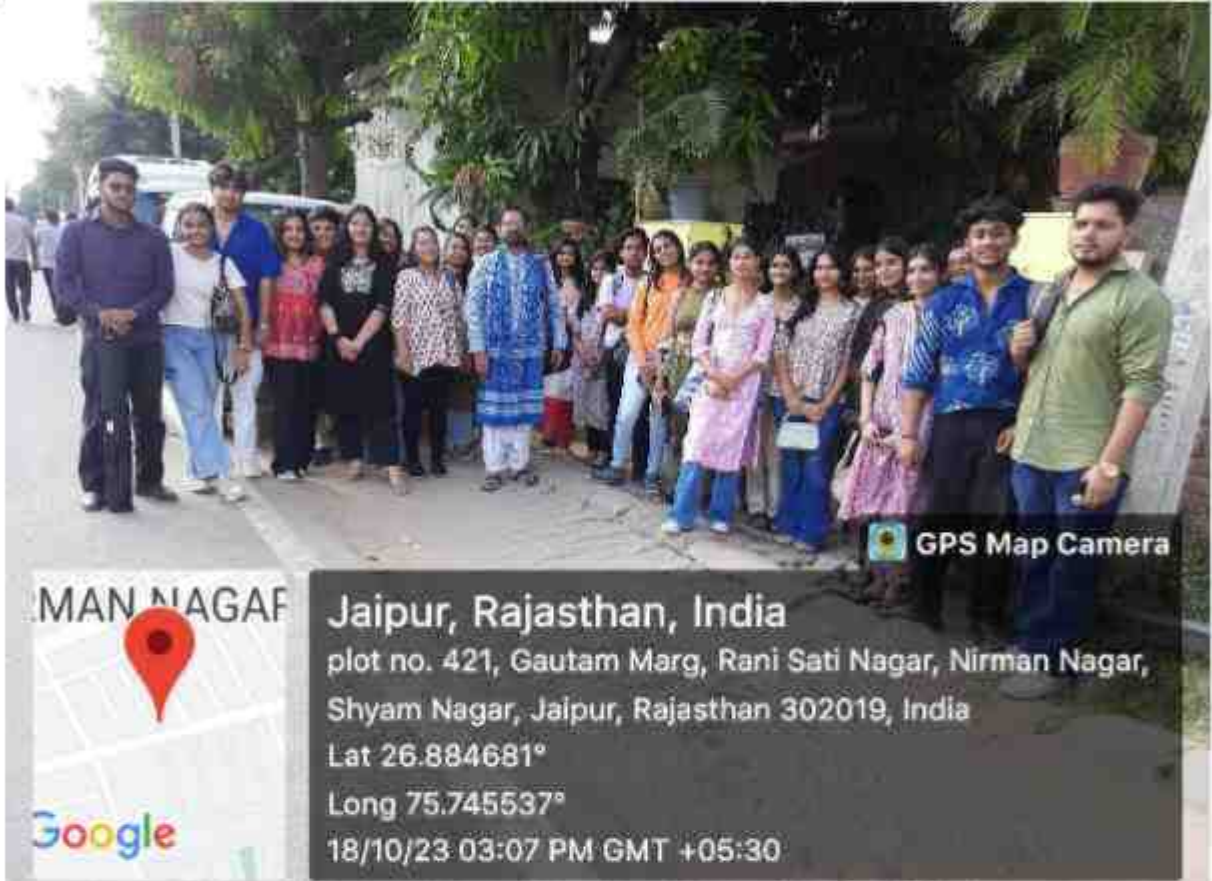 GPS Map Camera
MAN NAGAR
Jaipur, Rajasthan, India
plot no. 421, Gautam Marg, Rani Sati Nagar, Nirman Nagar,
Shyam Nagar, Jaipur, Rajasthan 302019, India
Lat 26.884681°
Long 75.745537°
18/10/23 03:07 PM GMT +05:30
Google